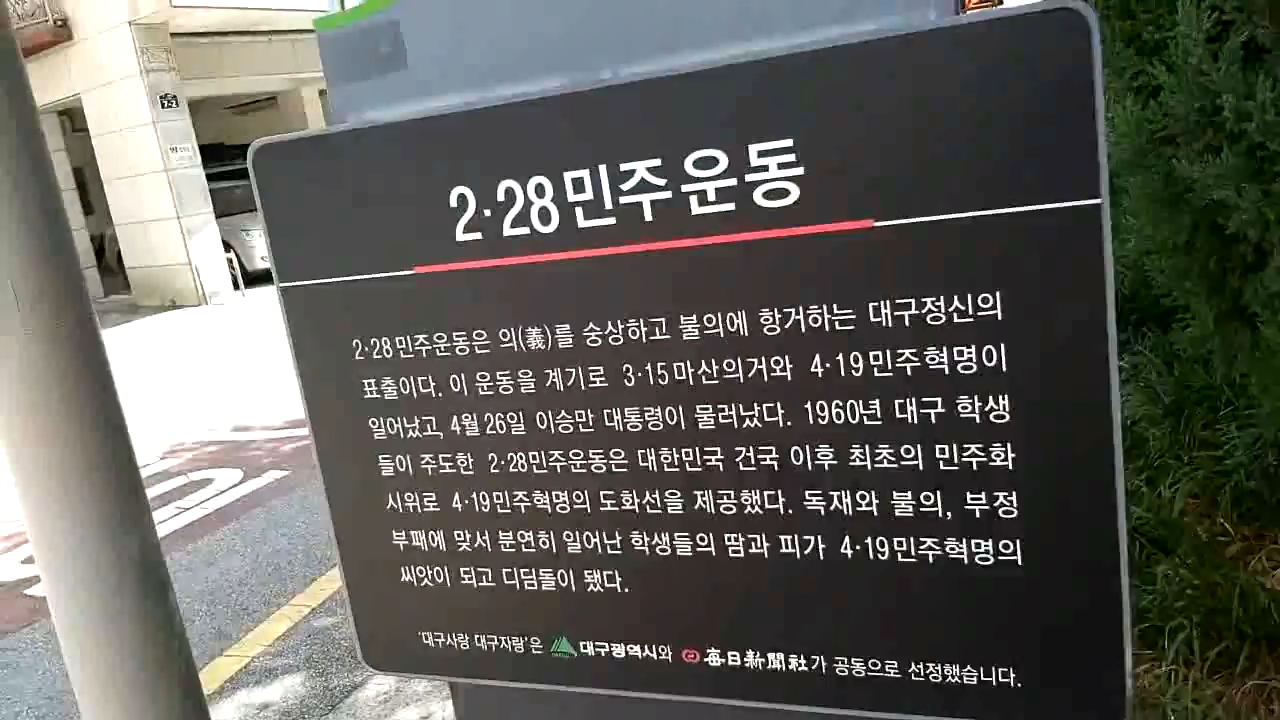 2·28민주운동
2·28민주운동은 의(義)를 숭상하고 불의에 항거하는 대구정신의
표출이다. 이 운동을 계기로 3·15마산의거와 4·19민주혁명이
일어났고, 4월 26일 이승만 대통령이 물러났다. 1960년 대구 학생
들이 주도한 2·28민주운동은 대한민국 건국 이후 최초의 민주화
시위로 4·19민주혁명의 도화선을 제공했다. 독재와 불의, 부정
부패에 맞서 분연히 일어난 학생들의 땀과 피가 4·19민주혁명의
씨앗이 되고 디딤돌이 됐다.
'대구사랑 대구자랑'은 대구광역시와 每日新聞社가 공동으로 선정했습니다.